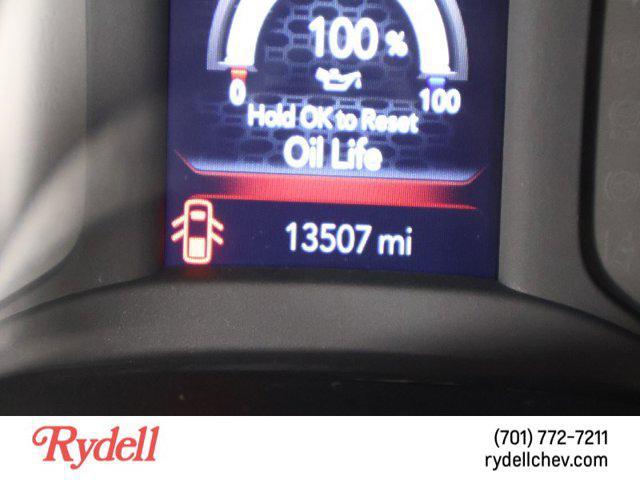 100 %
0
100
Hold OK to Reset
Oil Life
13507 mi
Rydell
(701) 772-7211
rydellchev.com